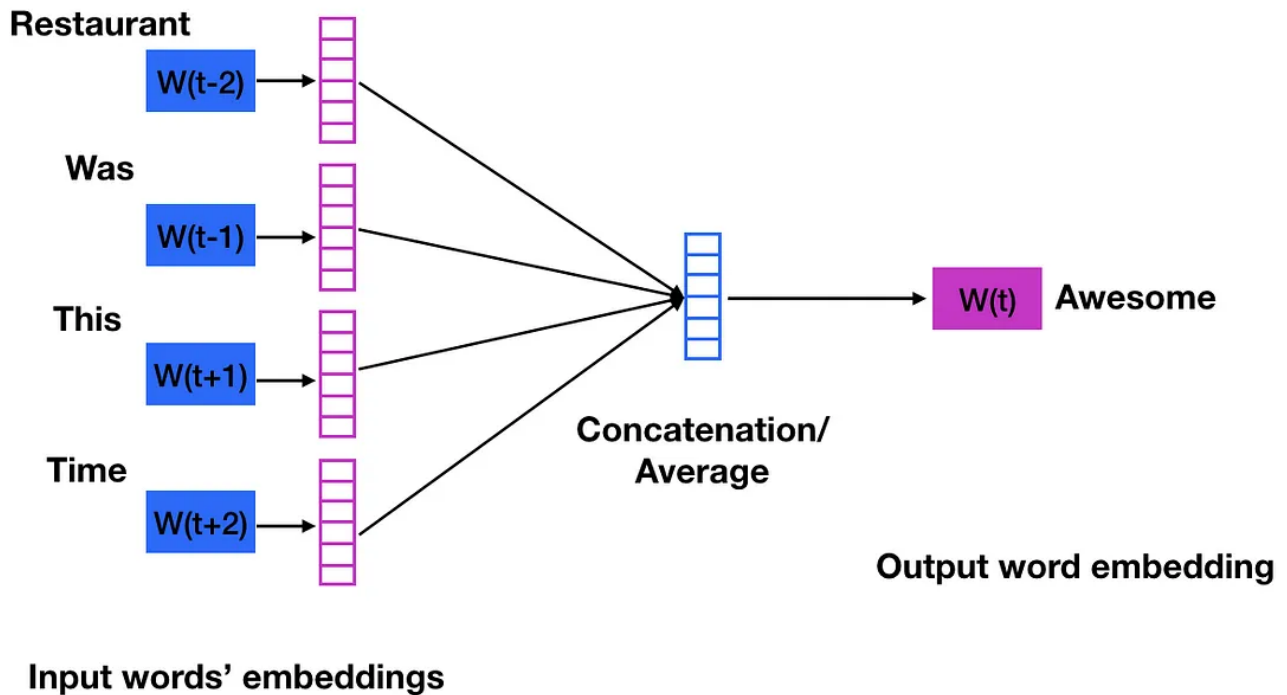 Restaurant
W(t-2)
Was
W(t-1)
This
W(t+1)
Time
W(t+2)
Concatenation/
Average
W(t) Awesome
Output word embedding
Input words’ embeddings